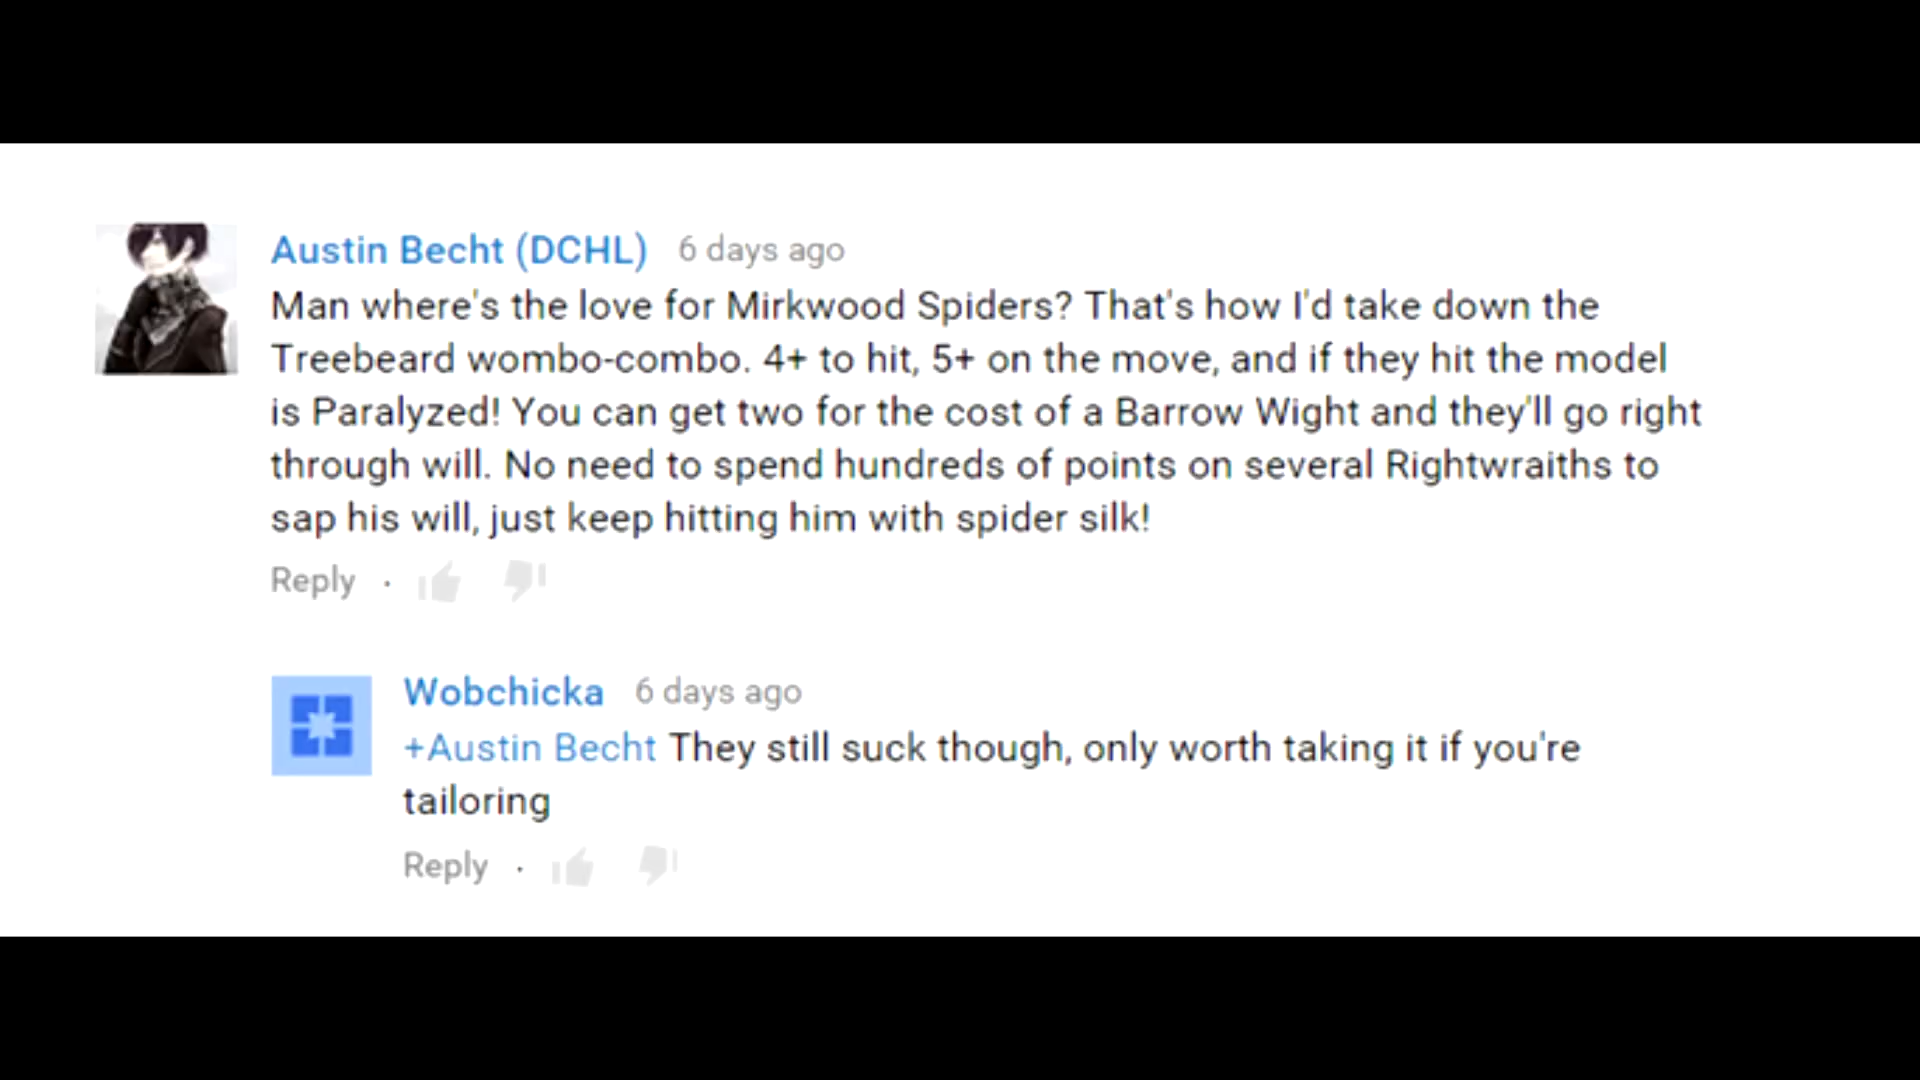 Austin Becht (DCHL) 6 days ago
Man where's the love for Mirkwood Spiders? That's how I'd take down the
Treebeard wombo-combo. 4+ to hit, 5+ on the move, and if they hit the model
is Paralyzed! You can get two for the cost of a Barrow Wight and they'll go right
through will. No need to spend hundreds of points on several Rightwraiths to
sap his will, just keep hitting him with spider silk!
Reply ·
Wobchicka 6 days ago
+Austin Becht They still suck though, only worth taking it if you're
tailoring
Reply ·